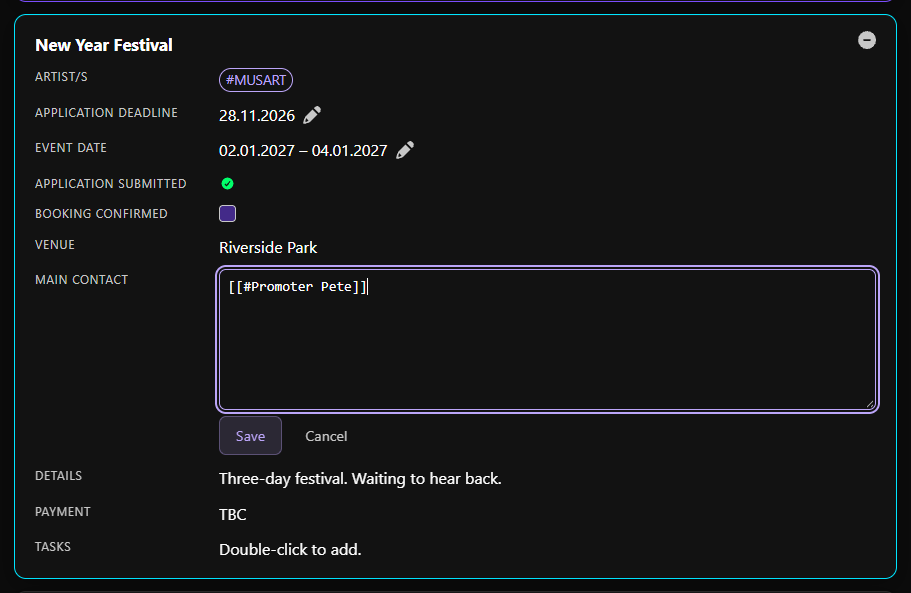 New Year Festival
ARTIST/S #MUSART
APPLICATION DEADLINE 28.11.2026
EVENT DATE 02.01.2027 – 04.01.2027
APPLICATION SUBMITTED
BOOKING CONFIRMED
VENUE Riverside Park
MAIN CONTACT [[#Promoter Pete]]
Save Cancel
DETAILS Three-day festival. Waiting to hear back.
PAYMENT TBC
TASKS Double-click to add.